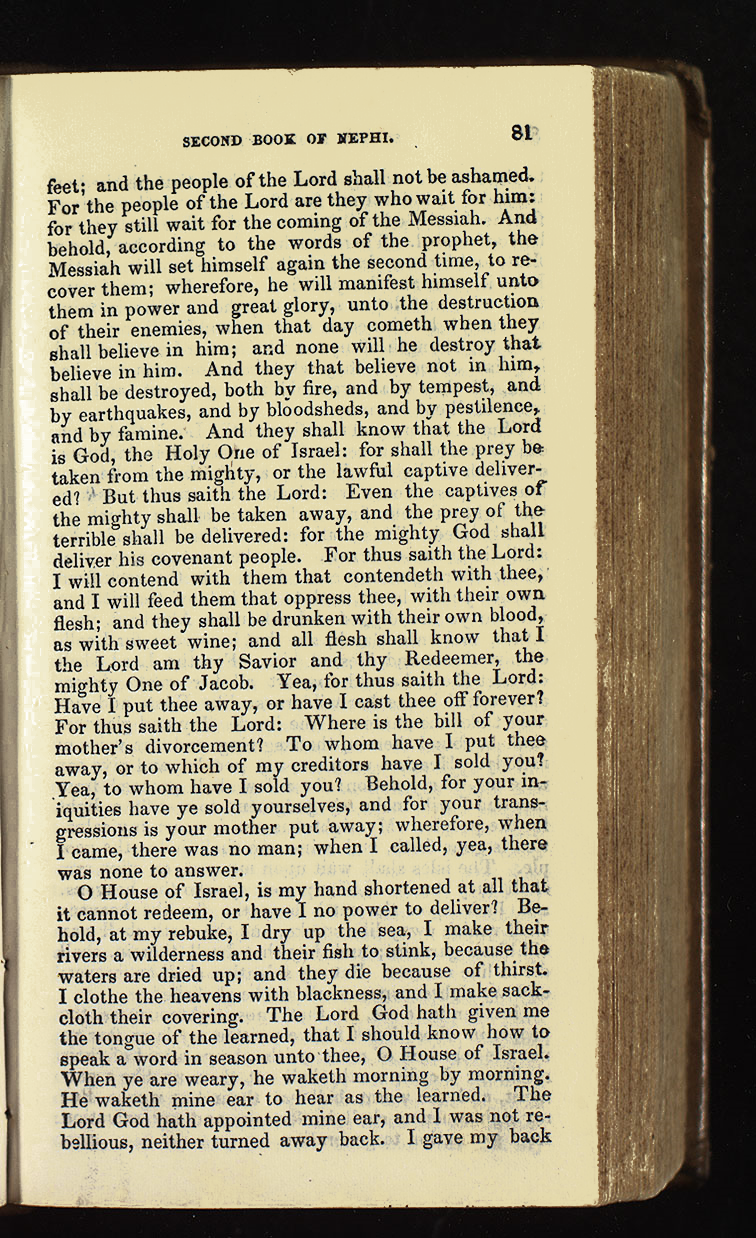 SECOND BOOK OF NEPHI. 81
feet; and the people of the Lord shall not be ashamed.
For the people of the Lord are they who wait for him:
for they still wait for the coming of the Messiah. And
behold, according to the words of the prophet, the
Messiah will set himself again the second time, to re-
cover them; wherefore, he will manifest himself unto
them in power and great glory, unto the destruction
of their enemies, when that day cometh when they
shall believe in him; and none will he destroy that
believe in him. And they that believe not in him,
shall be destroyed, both by fire, and by tempest, and
by earthquakes, and by bloodsheds, and by pestilence,
and by famine. And they shall know that the Lord
is God, the Holy One of Israel: for shall the prey be
taken from the mighty, or the lawful captive deliver-
ed? But thus saith the Lord: Even the captives of
the mighty shall be taken away, and the prey of the
terrible shall be delivered: for the mighty God shall
deliver his covenant people. For thus saith the Lord:
I will contend with them that contendeth with thee,
and I will feed them that oppress thee, with their own
flesh; and they shall be drunken with their own blood,
as with sweet wine; and all flesh shall know that I
the Lord am thy Savior and thy Redeemer, the
mighty One of Jacob. Yea, for thus saith the Lord:
Have I put thee away, or have I cast thee off forever?
For thus saith the Lord: Where is the bill of your
mother's divorcement? To whom have I put thee
away, or to which of my creditors have I sold you?
Yea, to whom have I sold you? Behold, for your in-
iquities have ye sold yourselves, and for your trans-
gressions is your mother put away; wherefore, when
I came, there was no man; when I called, yea, there
was none to answer.
O House of Israel, is my hand shortened at all that
it cannot redeem, or have I no power to deliver? Be-
hold, at my rebuke, I dry up the sea, I make their
rivers a wilderness and their fish to stink, because the
waters are dried up; and they die because of thirst.
I clothe the heavens with blackness, and I make sack-
cloth their covering. The Lord God hath given me
the tongue of the learned, that I should know how to
speak a word in season unto thee, O House of Israel.
When ye are weary, he waketh morning by morning.
He waketh mine ear to hear as the learned. The
Lord God hath appointed mine ear, and I was not re-
bellious, neither turned away back. I gave my back